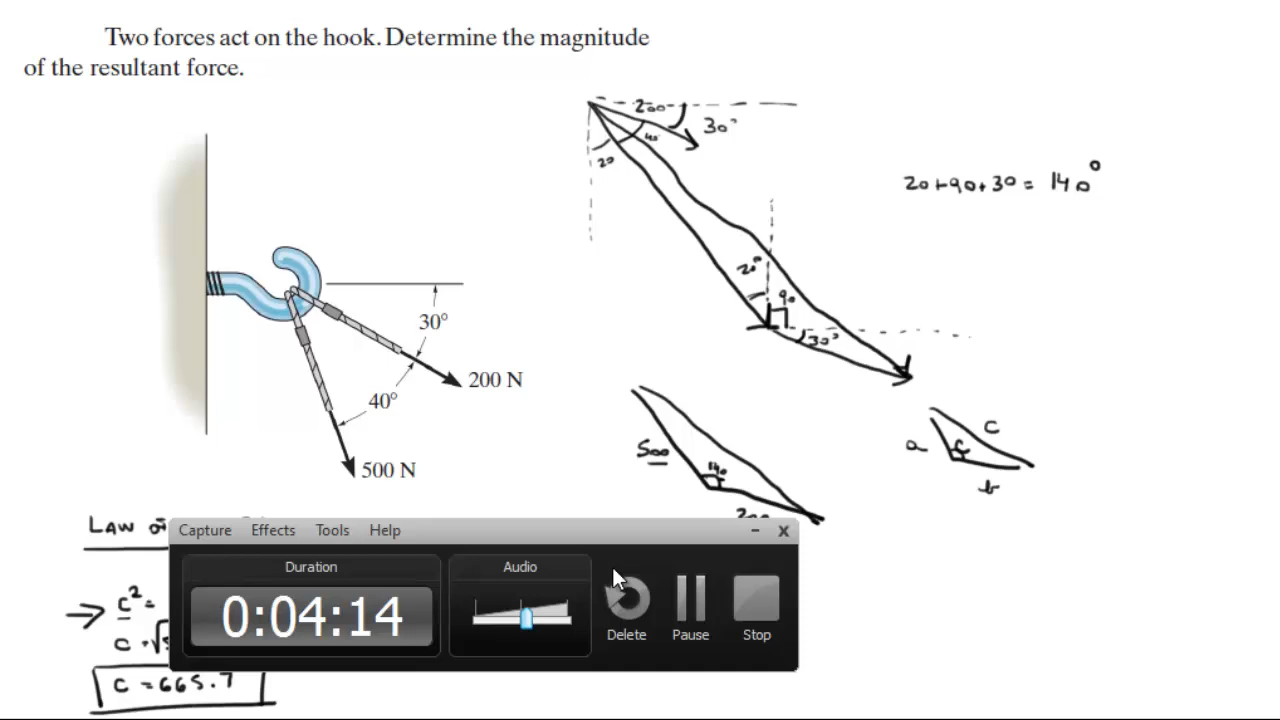 Two forces act on the hook. Determine the magnitude
of the resultant force.
200
30°
40
20
20+90+30= 140°
20°
90
30°
30°
200 N
40°
500 N
500
140
a
c
C
b
LAW
Capture Effects Tools Help
Duration
Audio
0:04:14
Delete Pause Stop
c²=
c =√
c =665.7